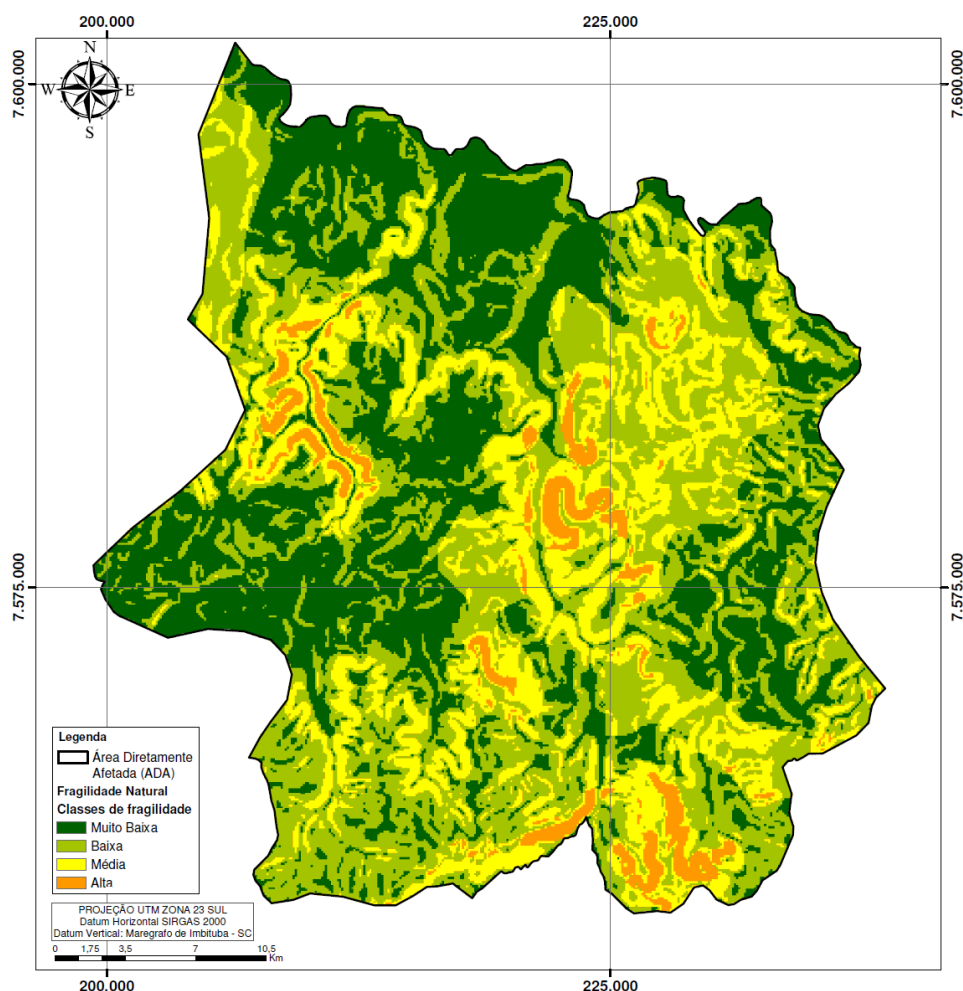 200.000
225.000
N
W
E
S
7.600.000
7.600.000
7.575.000
7.575.000
Legenda
Área Diretamente
Afetada (ADA)
Fragilidade Natural
Classes de fragilidade
Muito Baixa
Baixa
Média
Alta
PROJEÇÃO UTM ZONA 23 SUL
Datum Horizontal SIRGAS 2000
Datum Vertical: Maregrafo de Imbituba - SC
0 1,75 3,5 7 10,5
Km
200.000
225.000